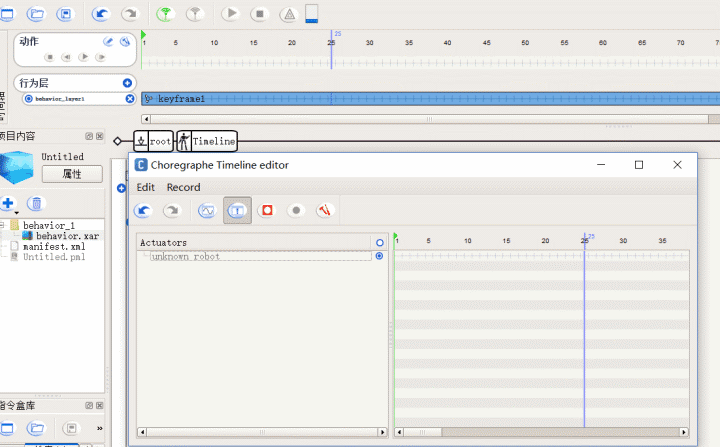 25
动作
1 5 10 15 20 25 30 35 40 45 50 55 60 65 70 75
行为层
behavior_layer1
keyframe1
项目内容
root
Timeline
Untitled
属性
behavior_1
behavior.xar
manifest.xml
Untitled.pml
指令盒库
Choregraphe Timeline editor
Edit Record
Actuators
unknown robot
25
1 5 10 15 20 25 30 35